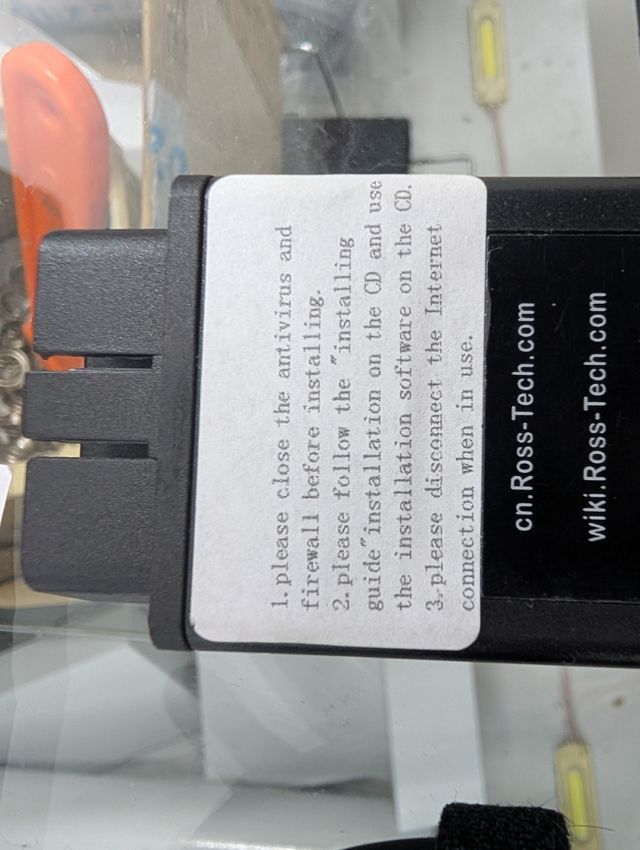 1. please close the antivirus and
firewall before installing.
2. please follow the "installing
guide"installation on the CD and use
the installation software on the CD.
3. please disconnect the Internet
connection when in use.
cn.Ross-Tech.com
wiki.Ross-Tech.com